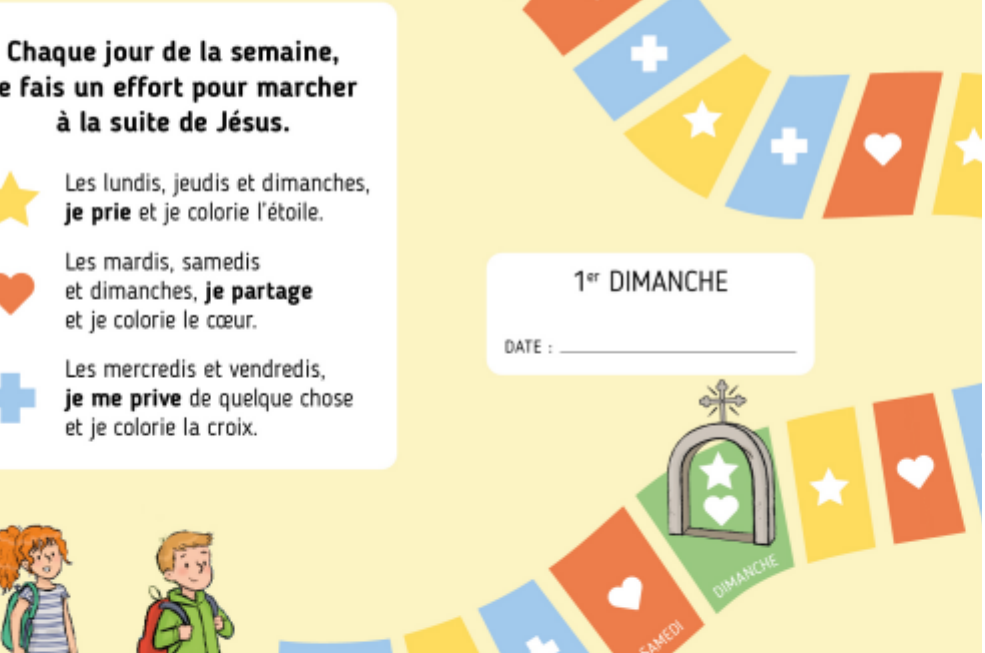 Chaque jour de la semaine,
e fais un effort pour marcher
à la suite de Jésus.
Les lundis, jeudis et dimanches,
je prie et je colorie l'étoile.
Les mardis, samedis
et dimanches, je partage
et je colorie le cœur.
Les mercredis et vendredis,
je me prive de quelque chose
et je colorie la croix.
1er DIMANCHE
DATE :
DIMANCHE
SAMEDI